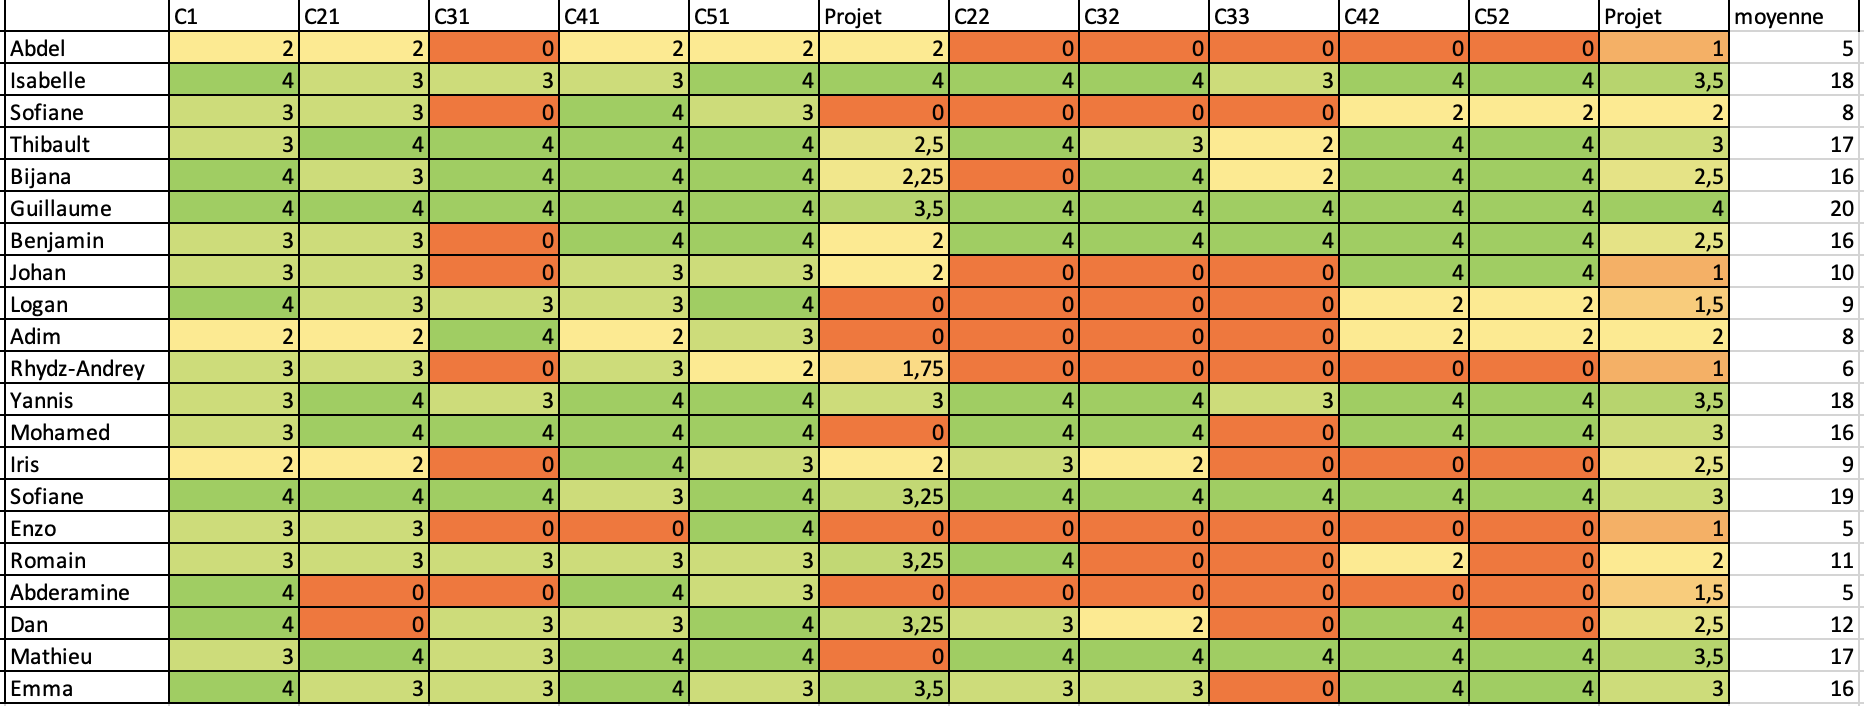 C1 C21 C31 C41 C51 Projet C22 C32 C33 C42 C52 Projet moyenne
Abdel 2 2 0 2 2 2 0 0 0 0 0 1 5
Isabelle 4 3 3 3 4 4 4 4 3 4 4 3,5 18
Sofiane 3 3 0 4 3 0 0 0 0 2 2 2 8
Thibault 3 4 4 4 4 2,5 4 3 2 4 4 3 17
Bijana 4 3 4 4 4 2,25 0 4 2 4 4 2,5 16
Guillaume 4 4 4 4 4 3,5 4 4 4 4 4 4 20
Benjamin 3 3 0 4 4 2 4 4 4 4 4 2,5 16
Johan 3 3 0 3 3 2 0 0 0 4 4 1 10
Logan 4 3 3 3 4 0 0 0 0 2 2 1,5 9
Adim 2 2 4 2 3 0 0 0 0 2 2 2 8
Rhydz-Andrey 3 3 0 3 2 1,75 0 0 0 0 0 1 6
Yannis 3 4 3 4 4 3 4 4 3 4 4 3,5 18
Mohamed 3 4 4 4 4 0 4 4 0 4 4 3 16
Iris 2 2 0 4 3 2 3 2 0 0 0 2,5 9
Sofiane 4 4 4 3 4 3,25 4 4 4 4 4 3 19
Enzo 3 3 0 0 4 0 0 0 0 0 0 1 5
Romain 3 3 3 3 3 3,25 4 0 0 2 0 2 11
Abderamine 4 0 0 4 3 0 0 0 0 0 0 1,5 5
Dan 4 0 3 3 4 3,25 3 2 0 4 0 2,5 12
Mathieu 3 4 3 4 4 0 4 4 4 4 4 3,5 17
Emma 4 3 3 4 3 3,5 3 3 0 4 4 3 16